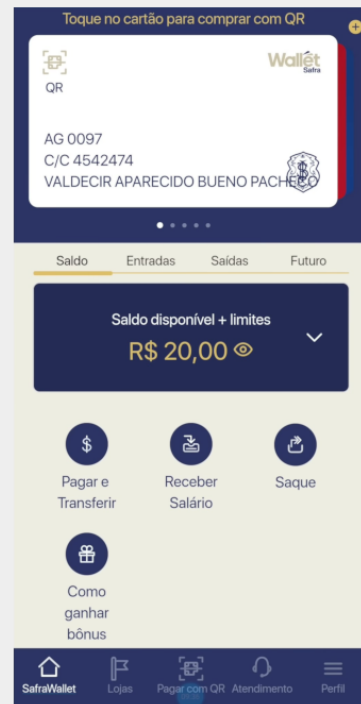 Toque no cartão para comprar com QR
Wallet
Safra
QR
AG 0097
C/C 4542474
VALDECIR APARECIDO BUENO PACHECO
Saldo Entradas Saídas Futuro
Saldo disponível + limites
R$ 20,00
Pagar e
Transferir
Receber
Salário
Saque
Como
ganhar
bônus
SafraWallet Lojas Pagar com QR Atendimento Perfil